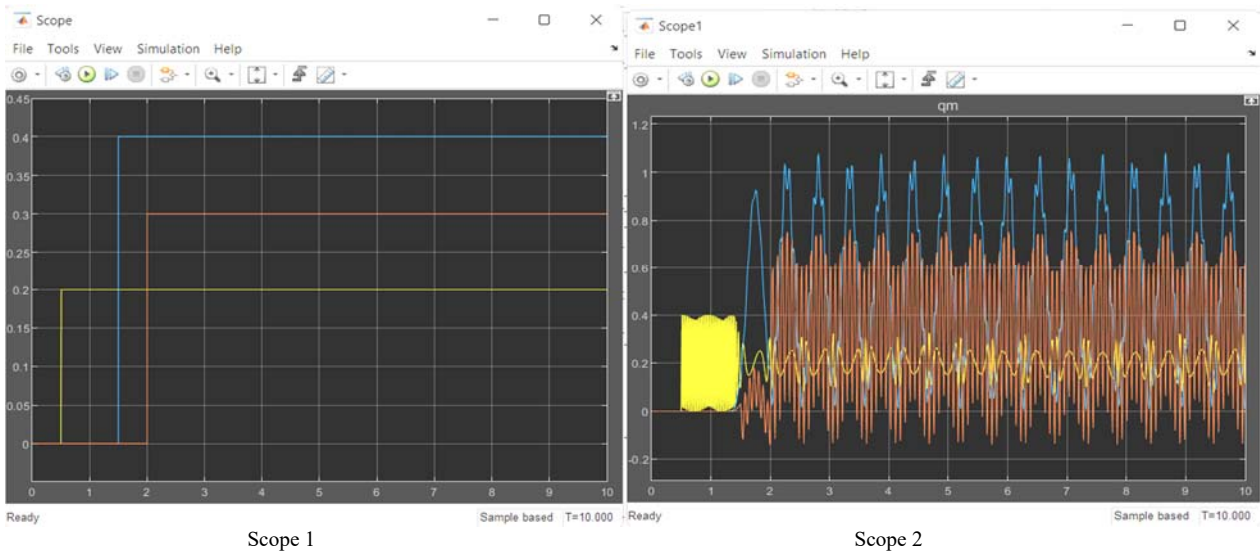 Scope
File Tools View Simulation Help
0.45
0.4
0.35
0.3
0.25
0.2
0.15
0.1
0.05
0
0 1 2 3 4 5 6 7 8 9 10
Ready Sample based T=10.000
Scope 1
Scope1
File Tools View Simulation Help
qm
1.2
1
0.8
0.6
0.4
0.2
0
-0.2
0 1 2 3 4 5 6 7 8 9 10
Ready Sample based T=10.000
Scope 2